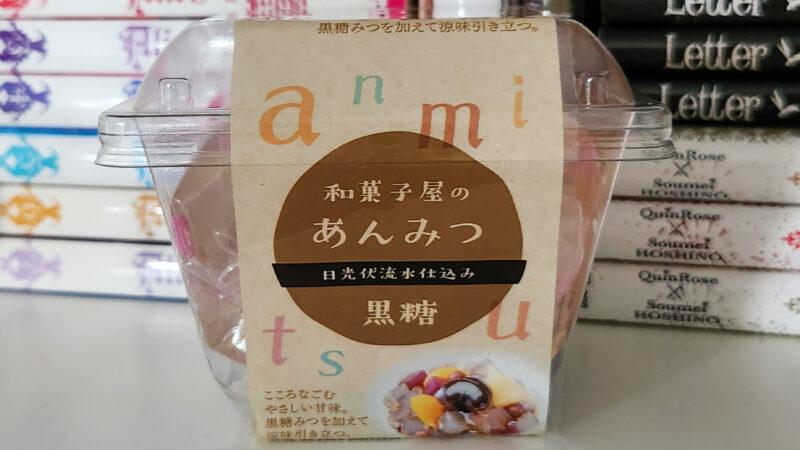 黒糖みつを加えて涼味引き立つ。
an mi
和菓子屋の
あんみつ
日光伏流水仕込み
黒糖
ts u
こころなごむ
やさしい甘味。
黒糖みつを加えて
涼味引き立つ。
Letter
Letter
Letter
QuinRose
×
Soumei
HOSHINO
QuinRose
×
Soumei
HOSHINO
QuinRose
×
Soumei
HOSHINO